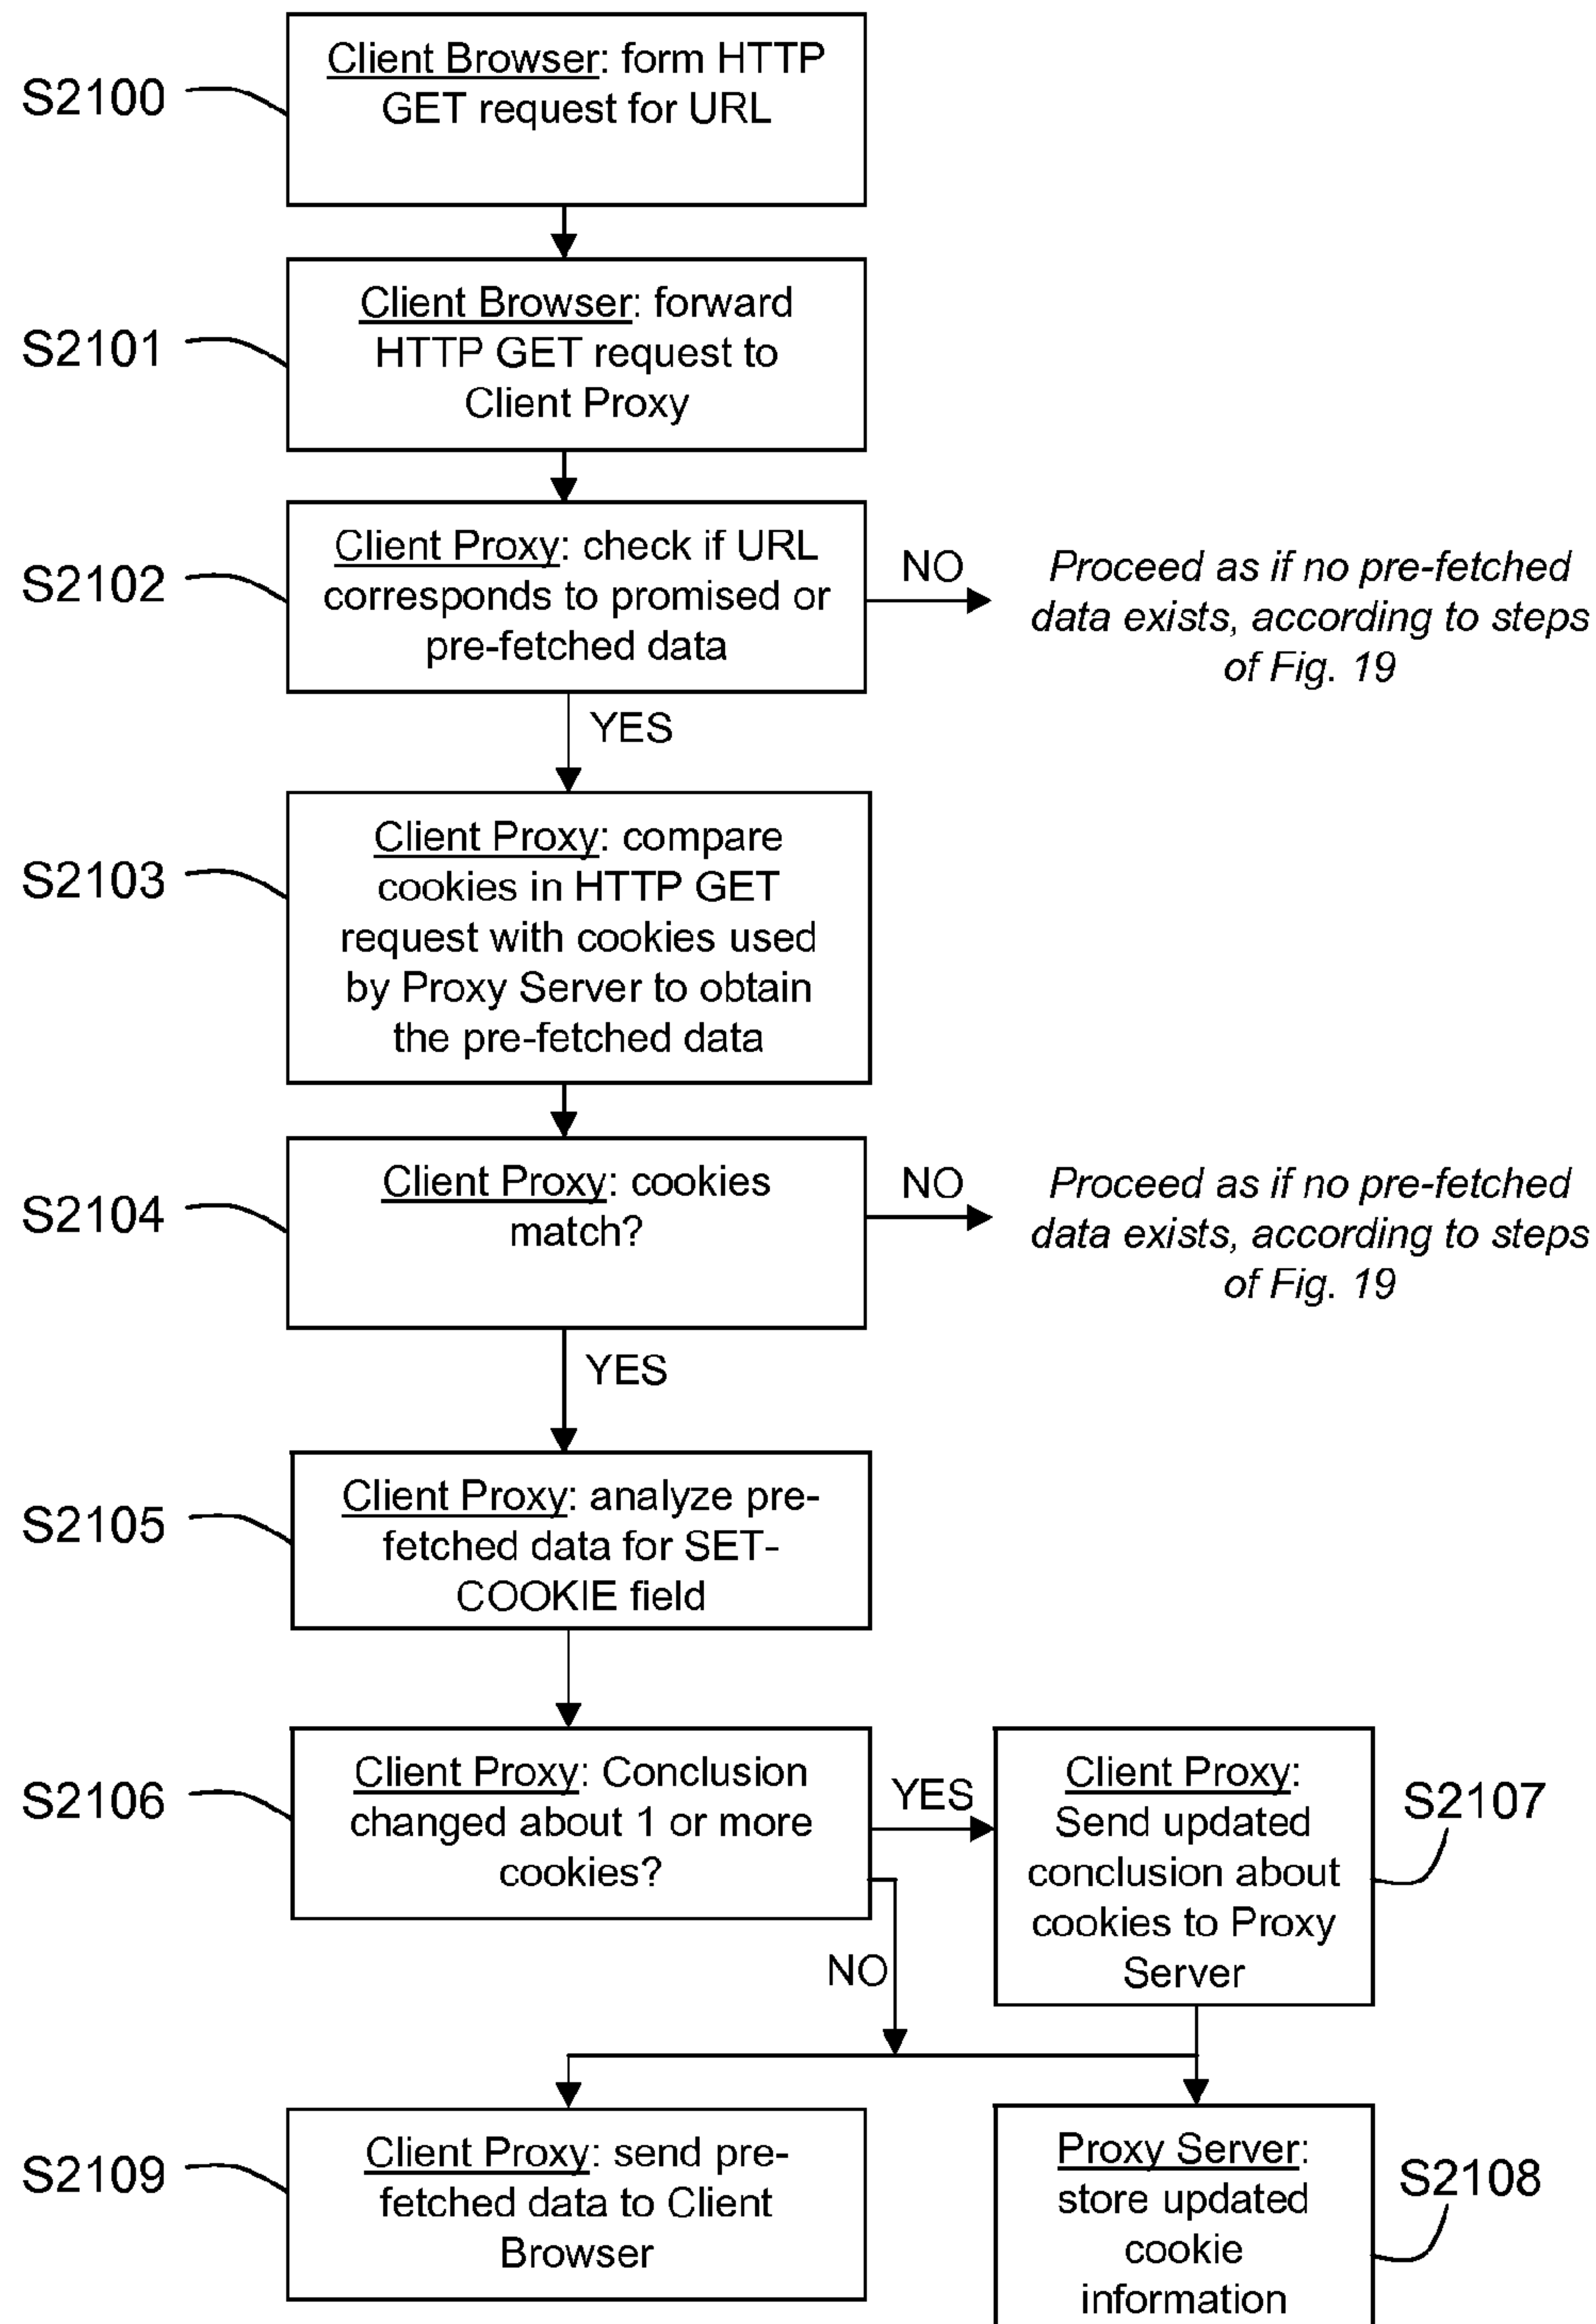 S2100
Client Browser: form HTTP
GET request for URL
S2101
Client Browser: forward
HTTP GET request to
Client Proxy
S2102
Client Proxy: check if URL
corresponds to promised or
pre-fetched data
NO
Proceed as if no pre-fetched
data exists, according to steps
of Fig. 19
YES
S2103
Client Proxy: compare
cookies in HTTP GET
request with cookies used
by Proxy Server to obtain
the pre-fetched data
S2104
Client Proxy: cookies
match?
NO
Proceed as if no pre-fetched
data exists, according to steps
of Fig. 19
YES
S2105
Client Proxy: analyze pre-
fetched data for SET-
COOKIE field
S2106
Client Proxy: Conclusion
changed about 1 or more
cookies?
YES
Client Proxy:
Send updated
conclusion about
cookies to Proxy
Server
S2107
NO
S2109
Client Proxy: send pre-
fetched data to Client
Browser
Proxy Server:
store updated
cookie
information
S2108